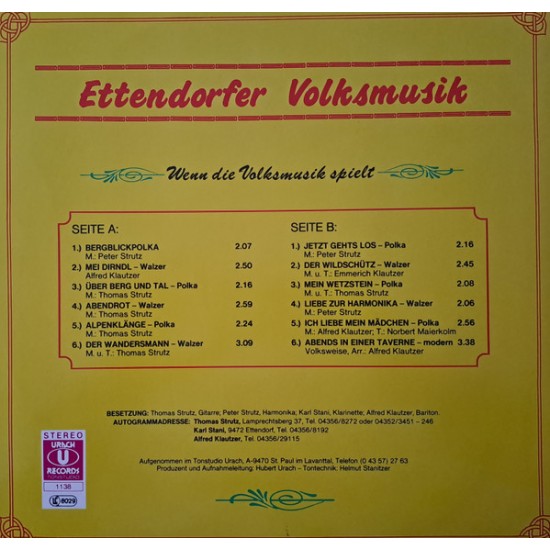 Ettendorfer Volksmusik
Wenn die Volksmusik spielt
SEITE A:
1.) BERGBLICKPOLKA 2.07
M.: Peter Strutz
2.) MEI DIRNDL – Walzer 2.50
Alfred Klautzer
3.) ÜBER BERG UND TAL – Polka 2.16
M.: Thomas Strutz
4.) ABENDROT – Walzer 2.59
M.: Thomas Strutz
5.) ALPENKLÄNGE – Polka 2.24
M.: Thomas Strutz
6.) DER WANDERSMANN – Walzer 3.09
M. u. T.: Thomas Strutz
SEITE B:
1.) JETZT GEHTS LOS – Polka 2.16
M.: Peter Strutz
2.) DER WILDSCHÜTZ – Walzer 2.45
M. u. T.: Emmerich Klautzer
3.) MEIN WETZSTEIN – Polka 2.08
M. u. T.: Thomas Strutz
4.) LIEBE ZUR HARMONIKA – Walzer 2.06
M.: Peter Strutz
5.) ICH LIEBE MEIN MÄDCHEN – Polka 2.56
M.: Alfred Klautzer; T.: Norbert Maierkolm
6.) ABENDS IN EINER TAVERNE – modern 3.38
Volksweise, Arr.: Alfred Klautzer
BESETZUNG: Thomas Strutz, Gitarre; Peter Strutz, Harmonika; Karl Stani, Klarinette; Alfred Klautzer, Bariton.
AUTOGRAMMADRESSE: Thomas Strutz, Lamprechtsberg 37, Tel. 04356/8272 oder 04352/3451 – 246
Karl Stani, 9472 Ettendorf, Tel. 04356/8192
Alfred Klautzer, Tel. 04356/29115
Aufgenommen im Tonstudio Urach, A-9470 St. Paul im Lavanttal, Telefon (0 43 57) 27 63
Produzent und Aufnahmeleitung: Hubert Urach – Tontechnik: Helmut Stanitzer
STEREO
URACH
U
RECORDS
TONSTUDIO
1138
LC 8029